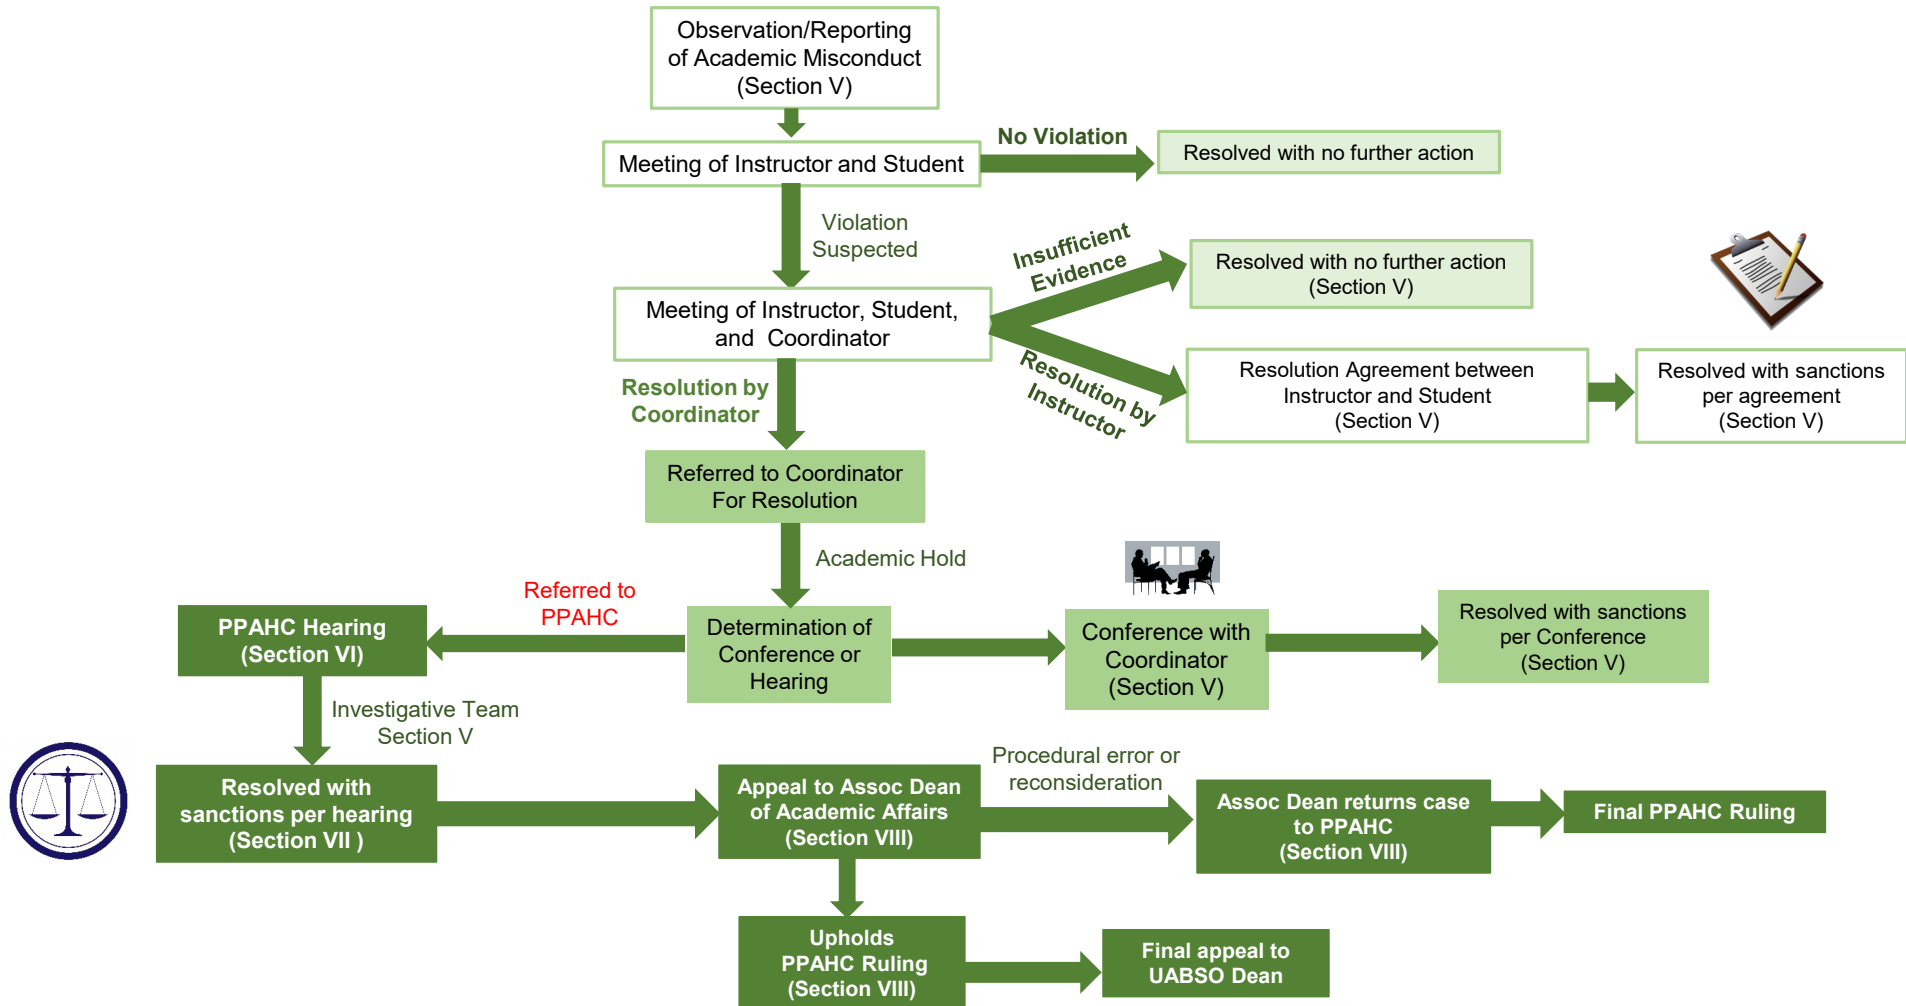 Observation/Reporting
of Academic Misconduct
(Section V)
Meeting of Instructor and Student
No Violation
Resolved with no further action
Violation
Suspected
Meeting of Instructor, Student,
and Coordinator
Insufficient
Evidence
Resolved with no further action
(Section V)
Resolution by
Instructor
Resolution Agreement between
Instructor and Student
(Section V)
Resolved with sanctions
per agreement
(Section V)
Resolution by
Coordinator
Referred to Coordinator
For Resolution
Academic Hold
Referred to
PPAHC
PPAHC Hearing
(Section VI)
Determination of
Conference or
Hearing
Conference with
Coordinator
(Section V)
Resolved with sanctions
per Conference
(Section V)
Investigative Team
Section V
Resolved with
sanctions per hearing
(Section VII )
Appeal to Assoc Dean
of Academic Affairs
(Section VIII)
Procedural error or
reconsideration
Assoc Dean returns case
to PPAHC
(Section VIII)
Final PPAHC Ruling
Upholds
PPAHC Ruling
(Section VIII)
Final appeal to
UABSO Dean